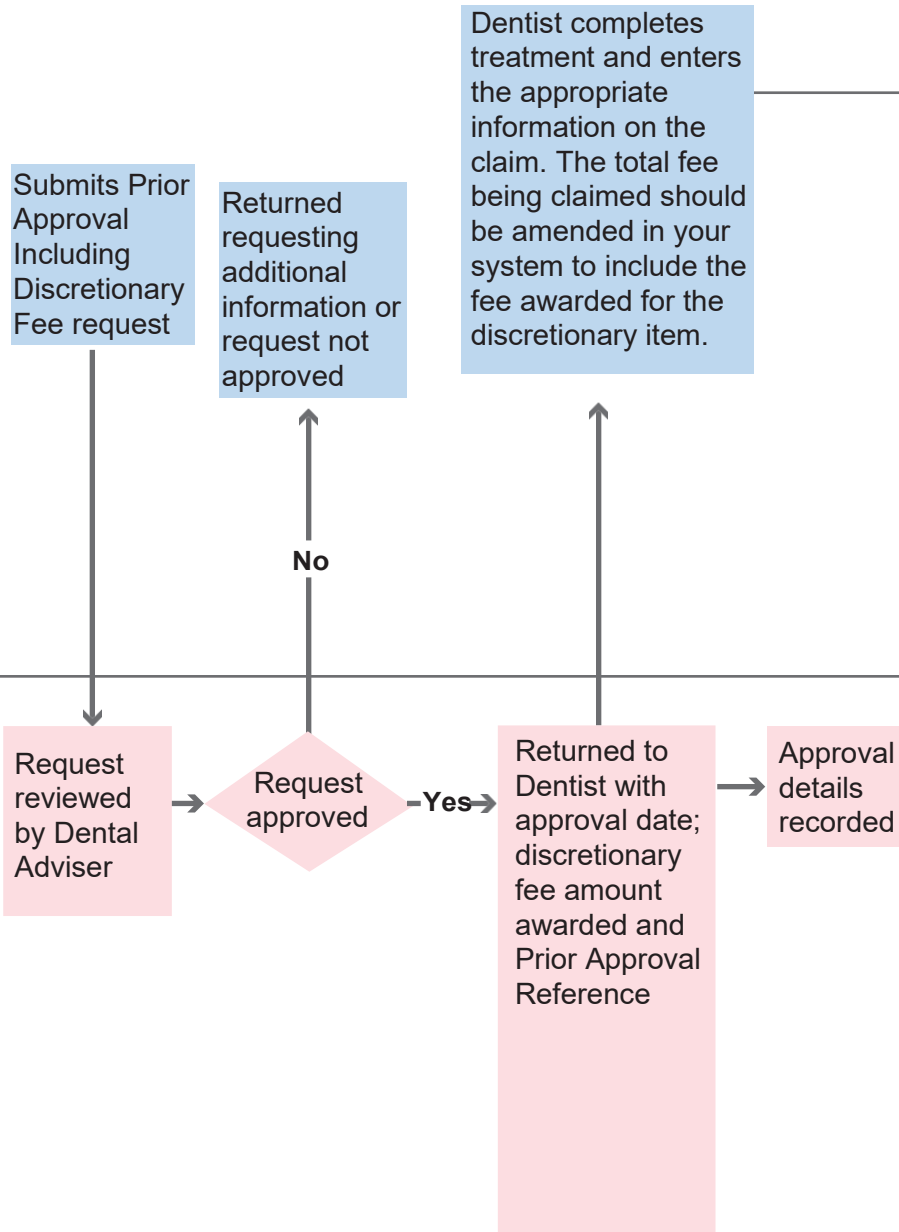 Submits Prior
Approval
Including
Discretionary
Fee request
Returned
requesting
additional
information or
request not
approved
Dentist completes
treatment and enters
the appropriate
information on the
claim. The total fee
being claimed should
be amended in your
system to include the
fee awarded for the
discretionary item.
No
Request
reviewed
by Dental
Adviser
Request
approved
Yes
Returned to
Dentist with
approval date;
discretionary
fee amount
awarded and
Prior Approval
Reference
Approval
details
recorded